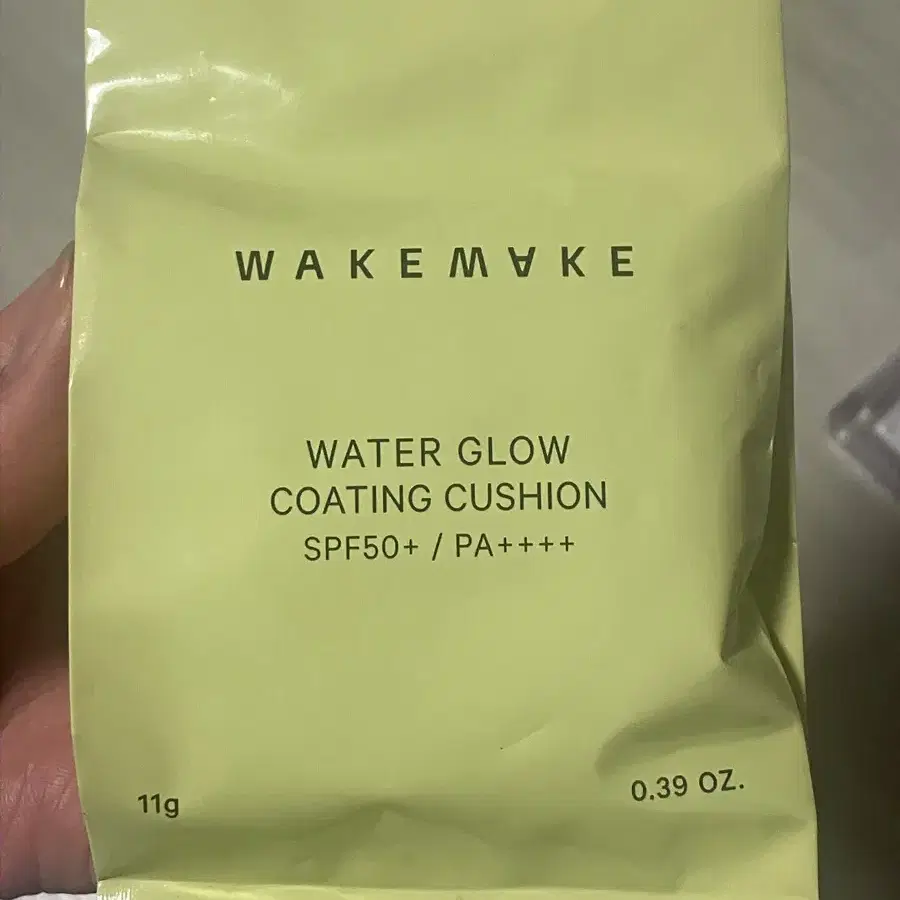 WAKEMAKE
WATER GLOW
COATING CUSHION
SPF50+ / PA++++
11g
0.39 OZ.